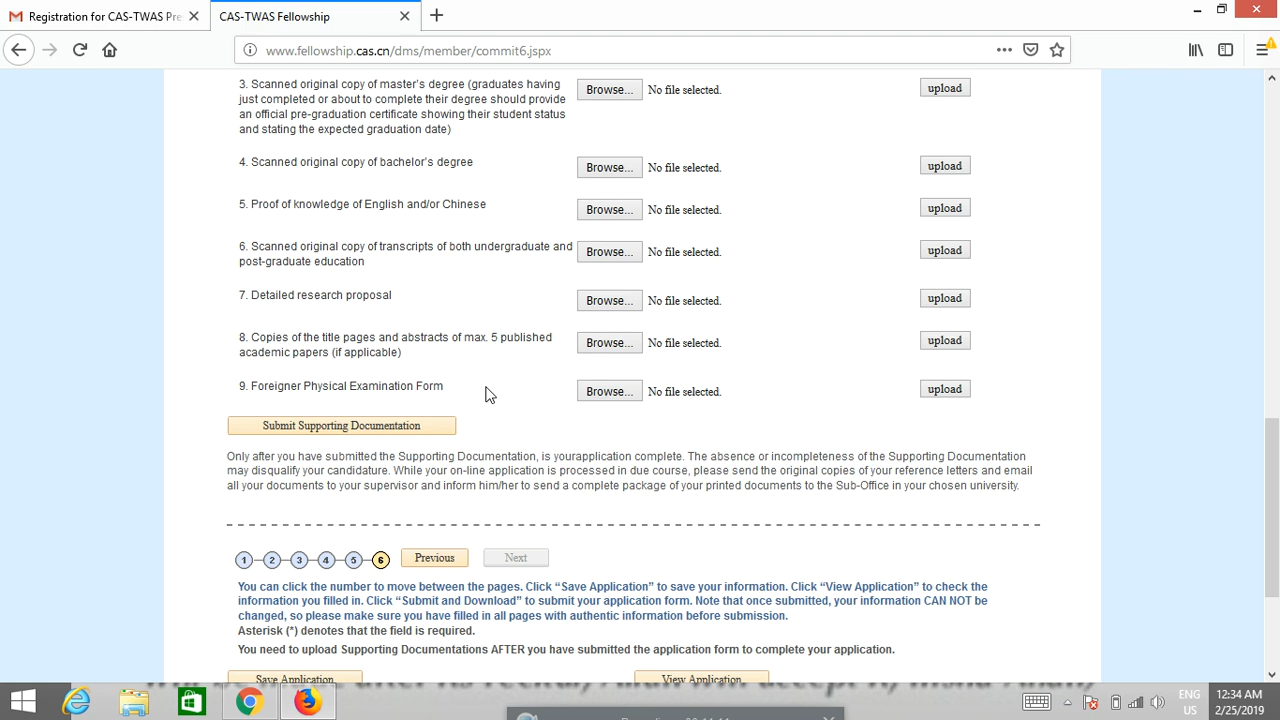 Registration for CAS-TWAS Pre
CAS-TWAS Fellowship
www.fellowship.cas.cn/dms/member/commit6.jspx
3. Scanned original copy of master's degree (graduates having
just completed or about to complete their degree should provide
an official pre-graduation certificate showing their student status
and stating the expected graduation date)
Browse... No file selected. upload
4. Scanned original copy of bachelor's degree
Browse... No file selected. upload
5. Proof of knowledge of English and/or Chinese
Browse... No file selected. upload
6. Scanned original copy of transcripts of both undergraduate and
post-graduate education
Browse... No file selected. upload
7. Detailed research proposal
Browse... No file selected. upload
8. Copies of the title pages and abstracts of max. 5 published
academic papers (if applicable)
Browse... No file selected. upload
9. Foreigner Physical Examination Form
Browse... No file selected. upload
Submit Supporting Documentation
Only after you have submitted the Supporting Documentation, is yourapplication complete. The absence or incompleteness of the Supporting Documentation
may disqualify your candidature. While your on-line application is processed in due course, please send the original copies of your reference letters and email
all your documents to your supervisor and inform him/her to send a complete package of your printed documents to the Sub-Office in your chosen university.
1 2 3 4 5 6 Previous Next
You can click the number to move between the pages. Click “Save Application” to save your information. Click “View Application” to check the
information you filled in. Click “Submit and Download” to submit your application form. Note that once submitted, your information CAN NOT be
changed, so please make sure you have filled in all pages with authentic information before submission.
Asterisk (*) denotes that the field is required.
You need to upload Supporting Documentations AFTER you have submitted the application form to complete your application.
Save Application View Application
ENG
US
12:34 AM
2/25/2019